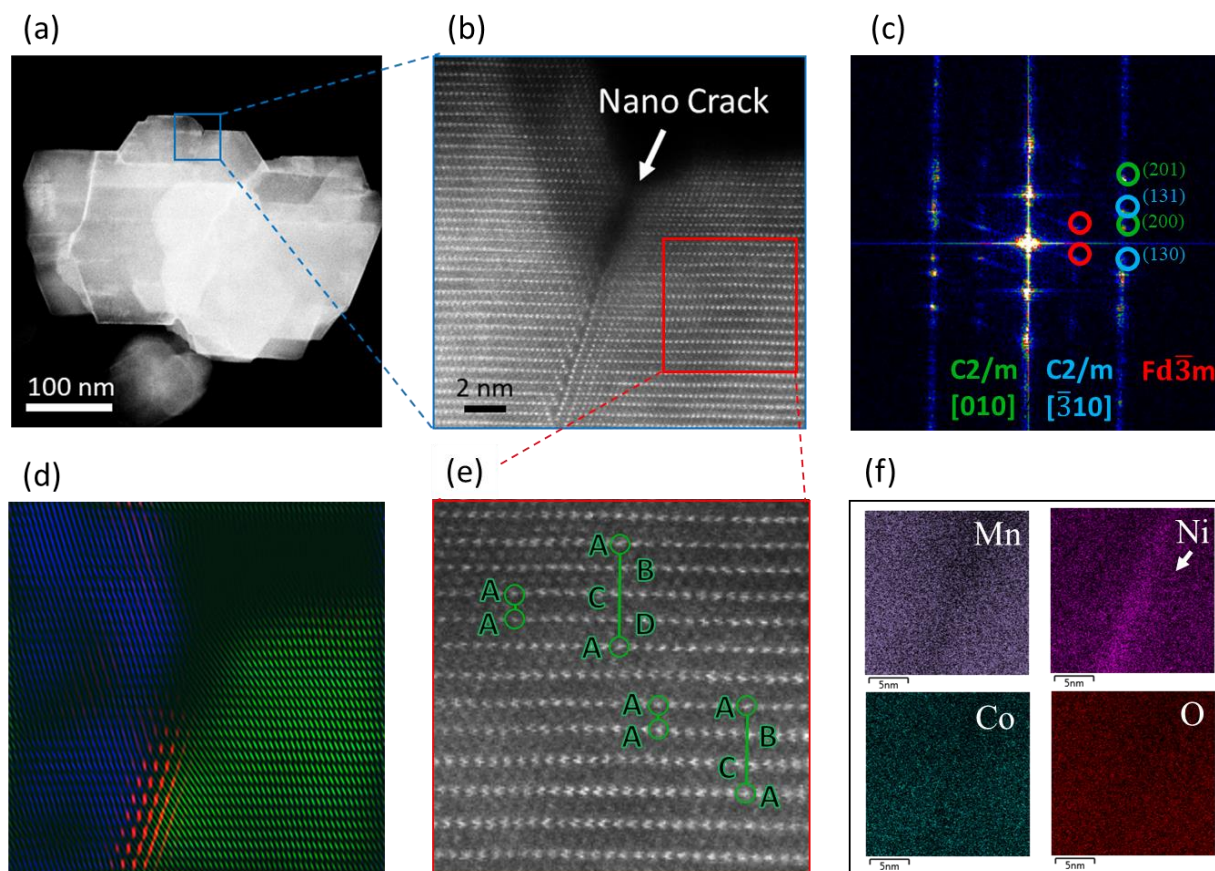 (a)
100 nm
(b)
Nano Crack
2 nm
(c)
(201)
(131)
(200)
(130)
C2/m
[010]
C2/m
[3̅10]
Fd3̅m
(d)
(e)
A
B
A
C
A
D
A
A
A
B
A
C
A
(f)
Mn
5nm
Ni
5nm
Co
5nm
O
5nm